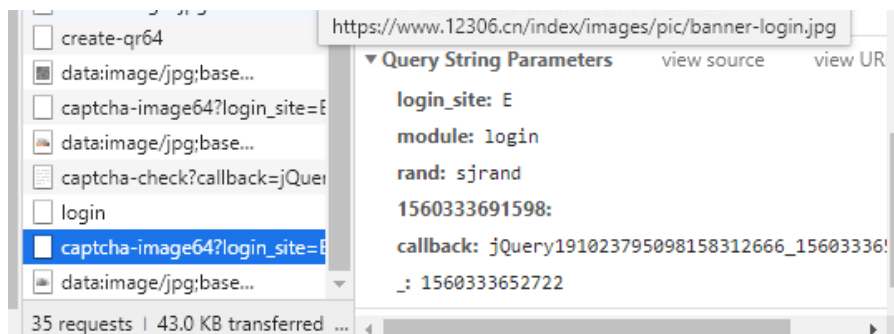 create-qr64
data:image/jpg;base...
captcha-image64?login_site=E
data:image/jpg;base...
captcha-check?callback=jQuer
login
captcha-image64?login_site=E
data:image/jpg;base...
35 requests | 43.0 KB transferred ...
https://www.12306.cn/index/images/pic/banner-login.jpg
Query String Parameters view source view UR
login_site: E
module: login
rand: sjrand
1560333691598:
callback: jQuery191023795098158312666_156033365
_: 1560333652722